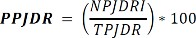 PPJDR = (NPJDRI / TPJDR) * 100